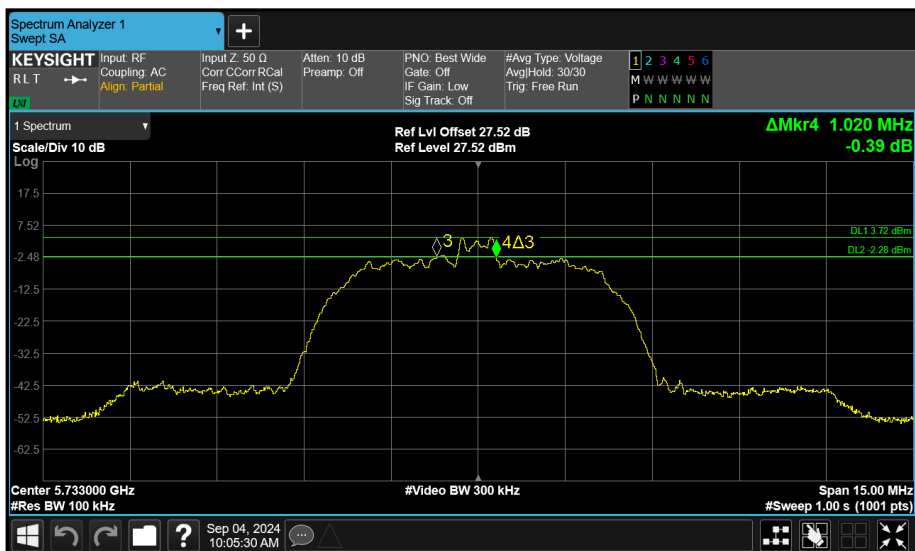 Spectrum Analyzer 1
Swept SA
+
KEYSIGHT
R L T
LXI
Input: RF
Coupling: AC
Align: Partial
Input Z: 50 Ω
Corr CCorr RCal
Freq Ref: Int (S)
Atten: 10 dB
Preamp: Off
PNO: Best Wide
Gate: Off
IF Gain: Low
Sig Track: Off
#Avg Type: Voltage
Avg|Hold: 30/30
Trig: Free Run
1 2 3 4 5 6
M W W W W W
P N N N N N
1 Spectrum
Scale/Div 10 dB
Ref Lvl Offset 27.52 dB
Ref Level 27.52 dBm
ΔMkr4 1.020 MHz
-0.39 dB
Log
17.5
7.52
-2.48
-12.5
-22.5
-32.5
-42.5
-52.5
-62.5
3
4Δ3
DL1 3.72 dBm
DL2 -2.28 dBm
Center 5.733000 GHz
#Res BW 100 kHz
#Video BW 300 kHz
Span 15.00 MHz
#Sweep 1.00 s (1001 pts)
?
Sep 04, 2024
10:05:30 AM